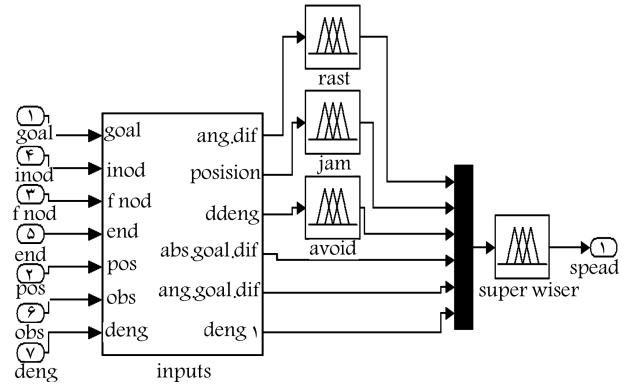 ۱
goal
۴
inod
۳
f nod
۵
end
۲
pos
۶
obs
۷
deng
goal
inod
f nod
end
pos
obs
deng
ang.dif
posision
ddeng
abs.goal.dif
ang.goal.dif
deng ۱
inputs
rast
jam
avoid
super wiser
۱
spead